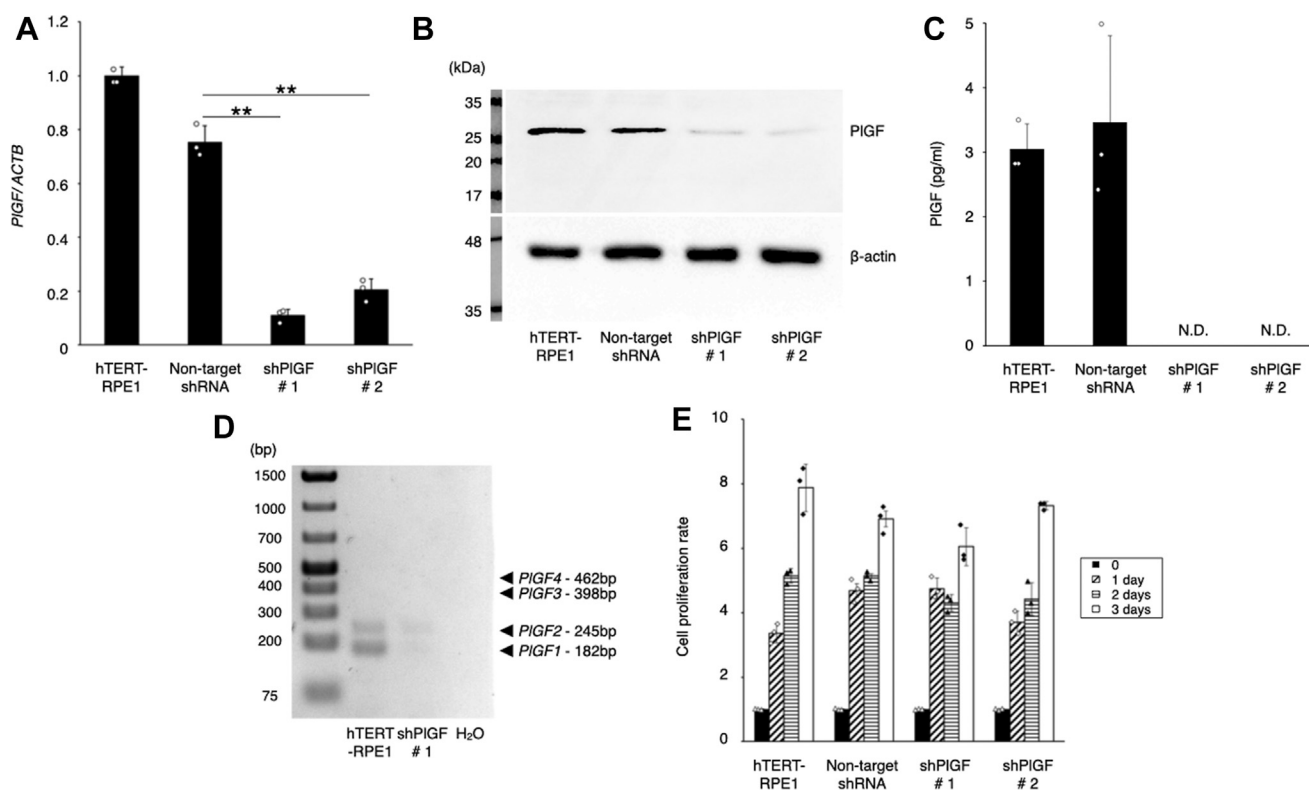 A
1.2
1.0
0.8
0.6
0.4
0.2
0
PlGF/ACTB
**
**
hTERT-
RPE1
Non-target
shRNA
shPlGF
# 1
shPlGF
# 2
B
(kDa)
35
25
20
17
48
35
PlGF
β-actin
hTERT-
RPE1
Non-target
shRNA
shPlGF
# 1
shPlGF
# 2
C
5
4
3
2
1
0
PlGF (pg/ml)
N.D.
N.D.
hTERT-
RPE1
Non-target
shRNA
shPlGF
# 1
shPlGF
# 2
D
(bp)
1500
1000
700
500
400
300
200
75
PlGF4 - 462bp
PlGF3 - 398bp
PlGF2 - 245bp
PlGF1 - 182bp
hTERT
-RPE1
shPlGF
# 1
H₂O
E
10
8
6
4
2
0
Cell proliferation rate
0
1 day
2 days
3 days
hTERT-
RPE1
Non-target
shRNA
shPlGF
# 1
shPlGF
# 2